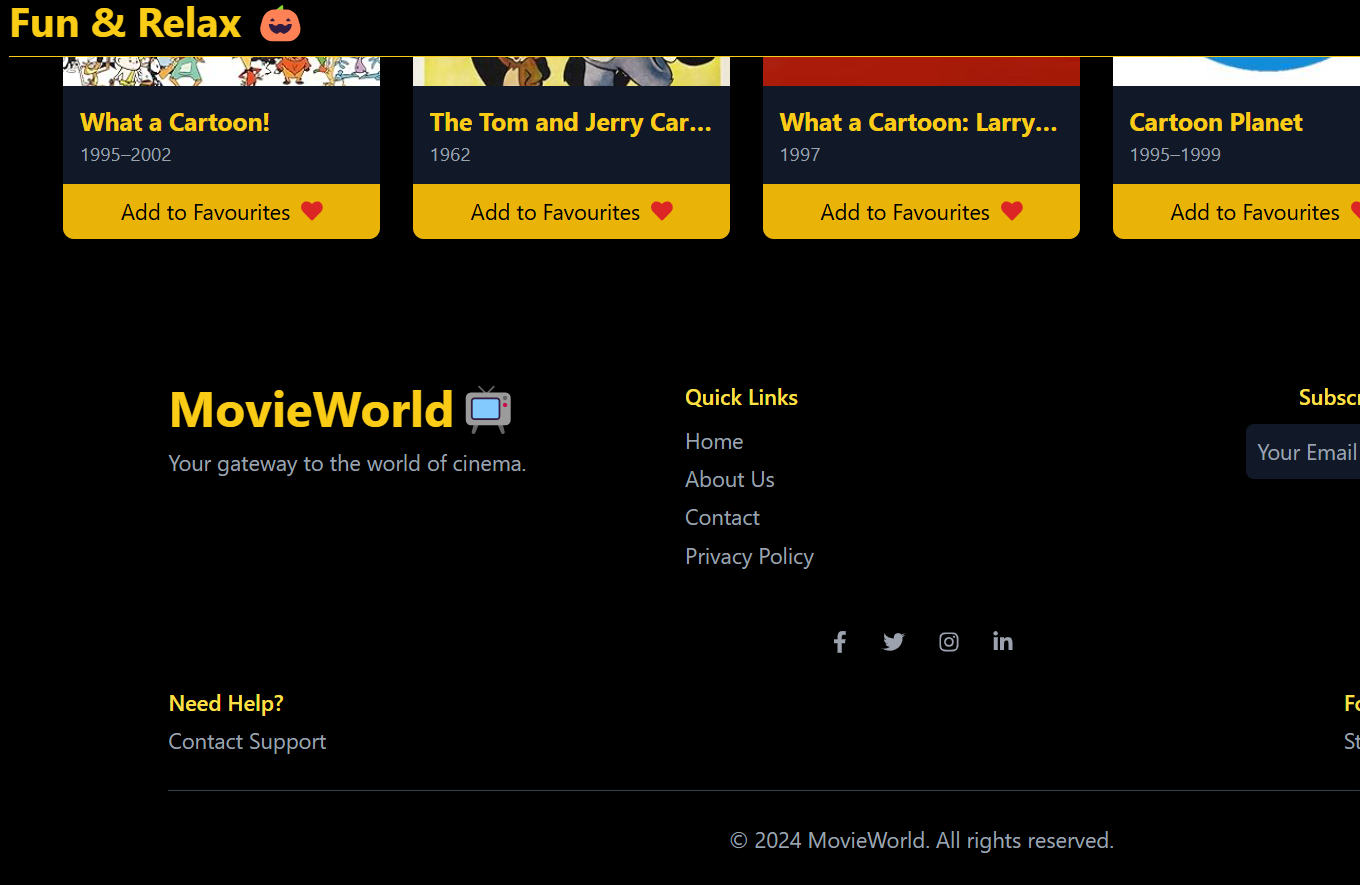 Fun & Relax
What a Cartoon!
1995–2002
Add to Favourites
The Tom and Jerry Car...
1962
Add to Favourites
What a Cartoon: Larry...
1997
Add to Favourites
Cartoon Planet
1995–1999
Add to Favourites
MovieWorld
Your gateway to the world of cinema.
Quick Links
Home
About Us
Contact
Privacy Policy
Your Email
Need Help?
Contact Support
© 2024 MovieWorld. All rights reserved.